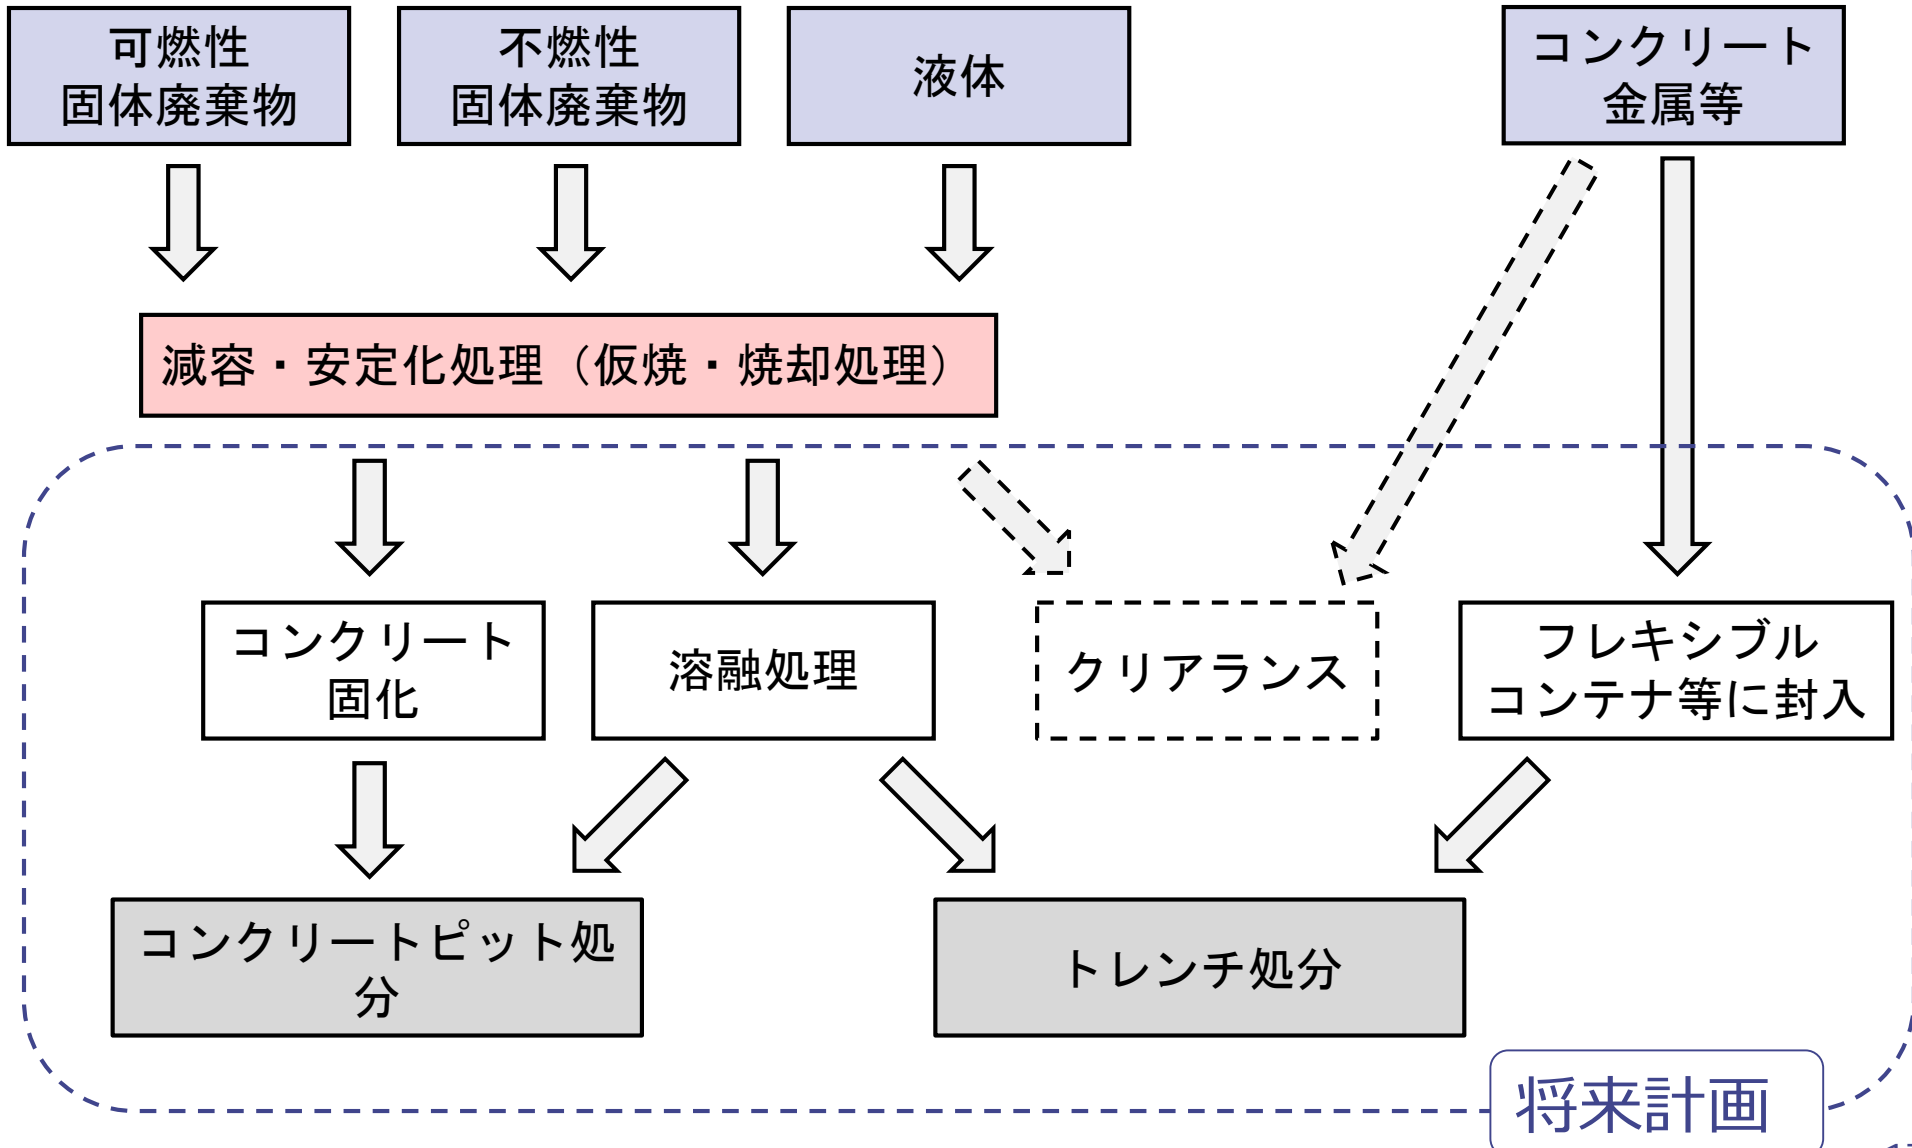 可燃性
固体廃棄物
不燃性
固体廃棄物
液体
コンクリート
金属等
減容・安定化処理（仮焼・焼却処理）
コンクリート
固化
溶融処理
クリアランス
フレキシブル
コンテナ等に封入
コンクリートピット処
分
トレンチ処分
将来計画